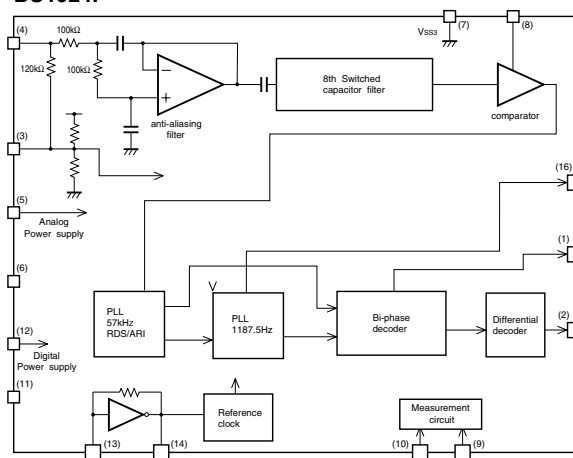 (4)
100kΩ
120kΩ
100kΩ
−
+
anti-aliasing
filter
8th Switched
capacitor filter
VSS3
(7)
(8)
comparator
(3)
(5)
Analog
Power supply
(6)
(16)
(1)
(2)
PLL
57kHz
RDS/ARI
PLL
1187.5Hz
Bi-phase
decoder
Differential
decoder
(12)
Digital
Power supply
(11)
Reference
clock
Measurement
circuit
(13)
(14)
(10)
(9)